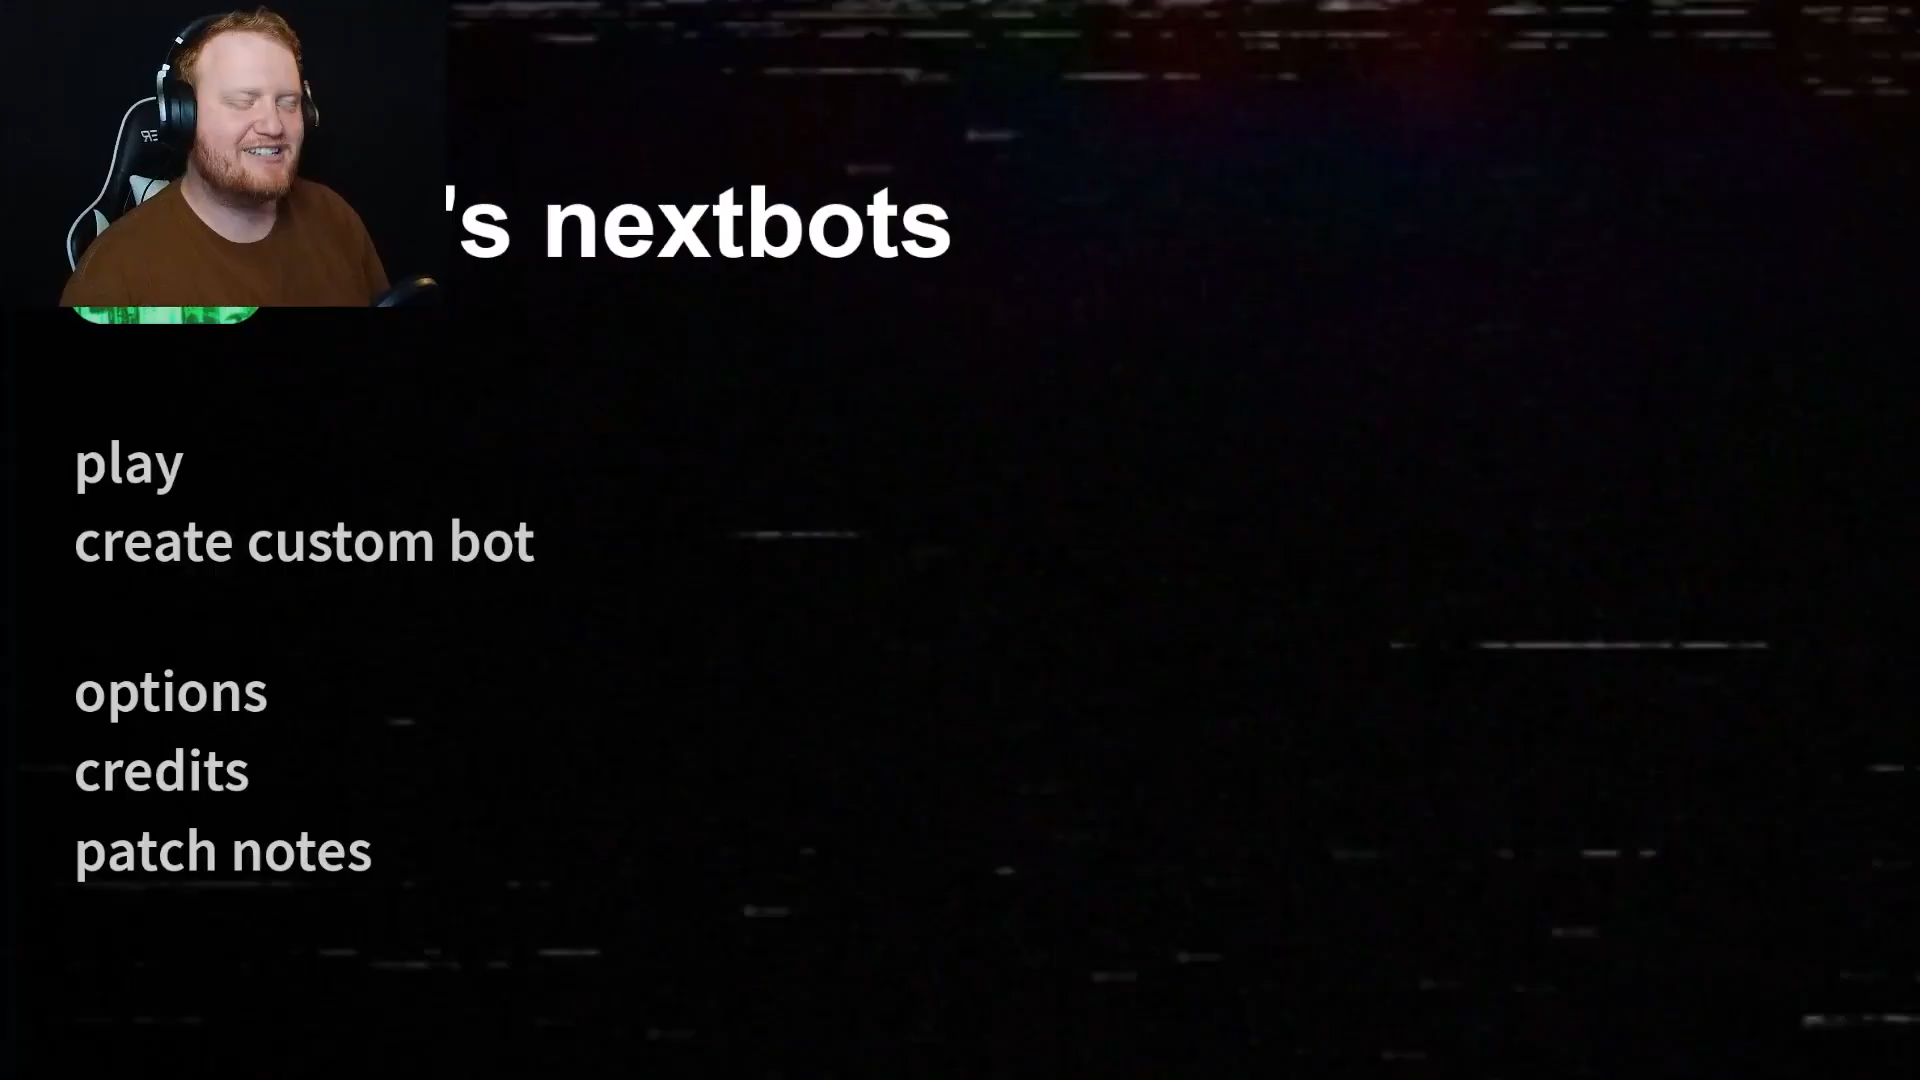 's nextbots
play
create custom bot
options
credits
patch notes